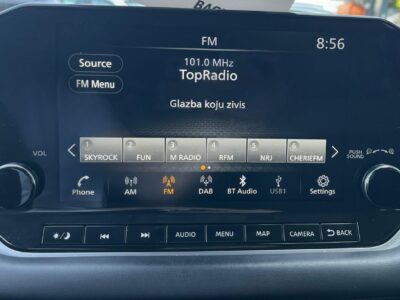 FM
8:56
Source
101.0 MHz
TopRadio
FM Menu
Glazba koju zivis
1 2 3 4 5 6
SKYROCK FUN M RADIO RFM NRJ CHERIEFM
VOL
PUSH
SOUND
Phone AM FM DAB BT Audio USB1 Settings
AUDIO MENU MAP CAMERA BACK